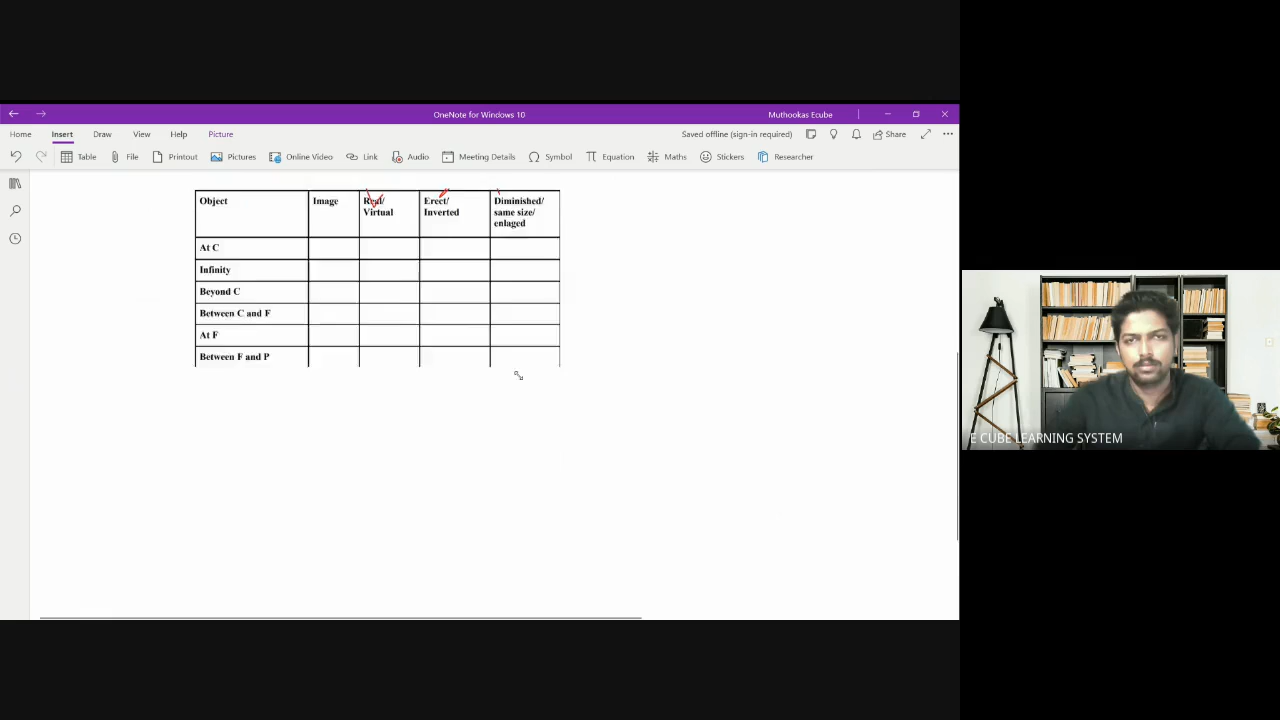 OneNote for Windows 10
Muthookas Ecube
Home Insert Draw View Help Picture
Saved offline (sign-in required)
Share
Table File Printout Pictures Online Video Link Audio Meeting Details Symbol Equation Maths Stickers Researcher
Object Image Real/ Erect/ Diminished/
Virtual Inverted same size/
enlaged
At C
Infinity
Beyond C
Between C and F
At F
Between F and P
E CUBE LEARNING SYSTEM